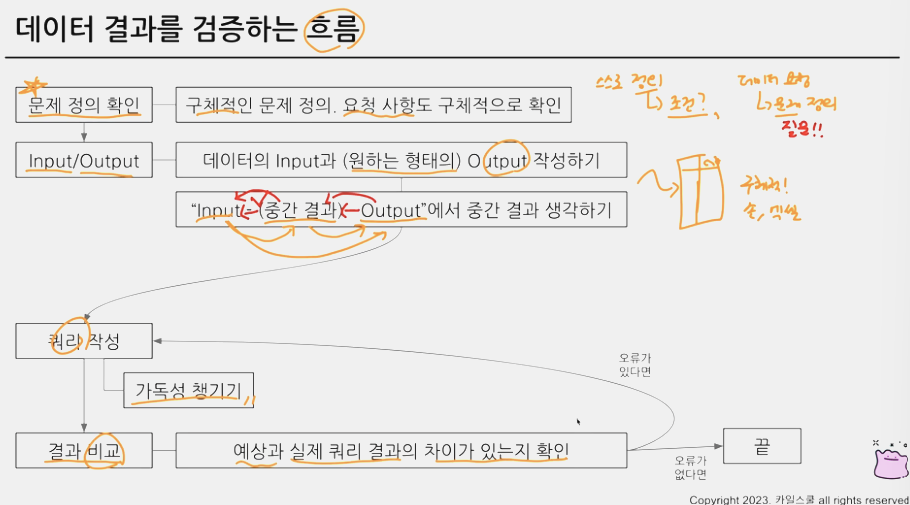 데이터 결과를 검증하는 흐름
문제 정의 확인
구체적인 문제 정의. 요청 사항도 구체적으로 확인
스스로 정리
↳ 조건?,
데이터 요청
↳ 문제 정의
질문!!
Input/Output
데이터의 Input과 (원하는 형태의) Output 작성하기
"Input - (중간 결과) - Output"에서 중간 결과 생각하기
구체적!
손, 엑셀
쿼리 작성
가독성 챙기기
오류가
있다면
결과 비교
예상과 실제 쿼리 결과의 차이가 있는지 확인
끝
오류가
없다면
Copyright 2023. 카일스쿨 all rights reserved